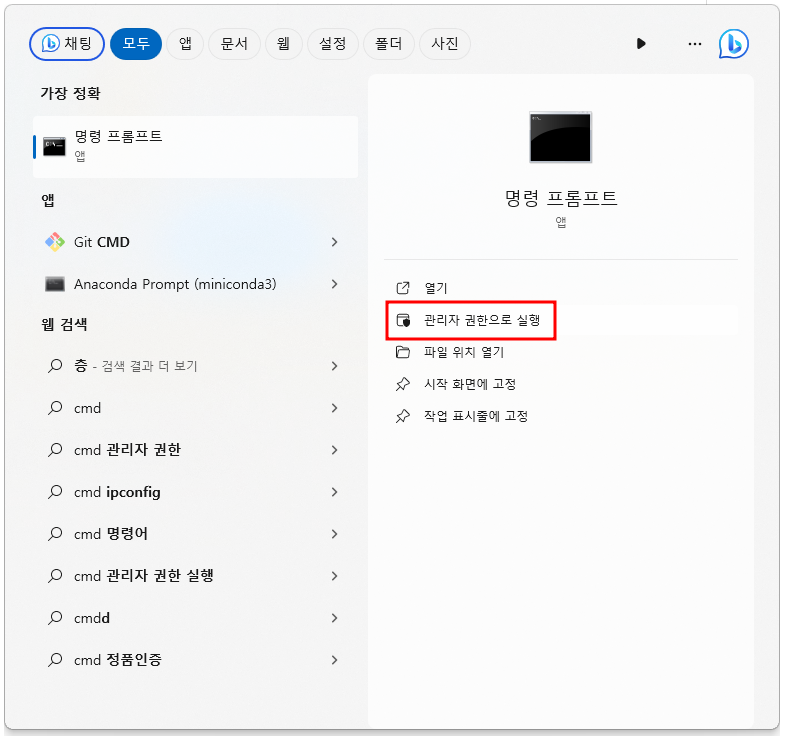 채팅
모두
앱
문서
웹
설정
폴더
사진
가장 정확
명령 프롬프트
앱
앱
Git CMD
Anaconda Prompt (miniconda3)
웹 검색
층 - 검색 결과 더 보기
cmd
cmd 관리자 권한
cmd ipconfig
cmd 명령어
cmd 관리자 권한 실행
cmdd
cmd 정품인증
명령 프롬프트
앱
열기
관리자 권한으로 실행
파일 위치 열기
시작 화면에 고정
작업 표시줄에 고정